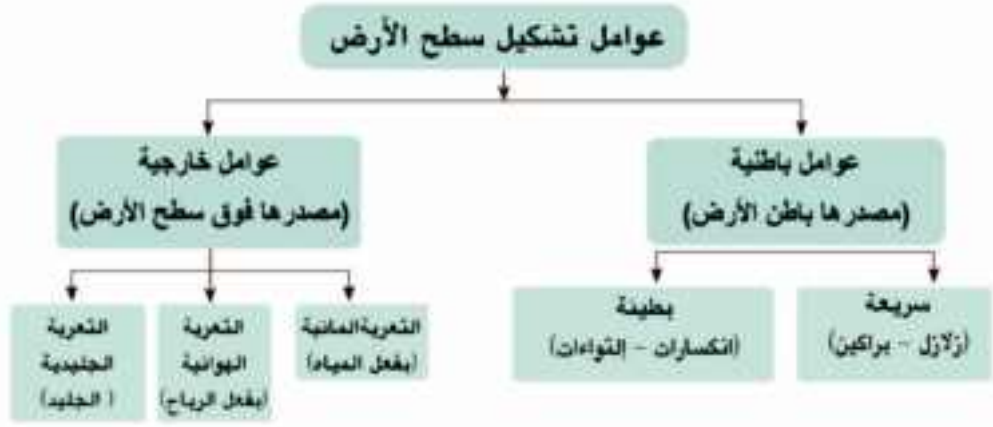 عوامل تشكيل سطح الأرض
عوامل باطنية
(مصدرها باطن الأرض)
عوامل خارجية
(مصدرها فوق سطح الأرض)
سريعة
(زلازل - براكين)
بطيئة
(انكسارات - إلتواءات)
التعرية المائية
(بفعل المياه)
التعرية
الهوائية
(بفعل الرياح)
التعرية
الجليدية
(الجليد)